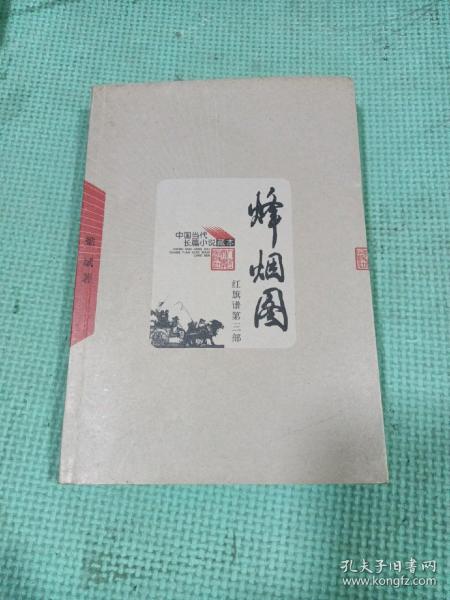 梁斌 著
中国当代
长篇小说藏本
烽烟图
红旗谱第三部
孔夫子旧书网
www.kongfz.com